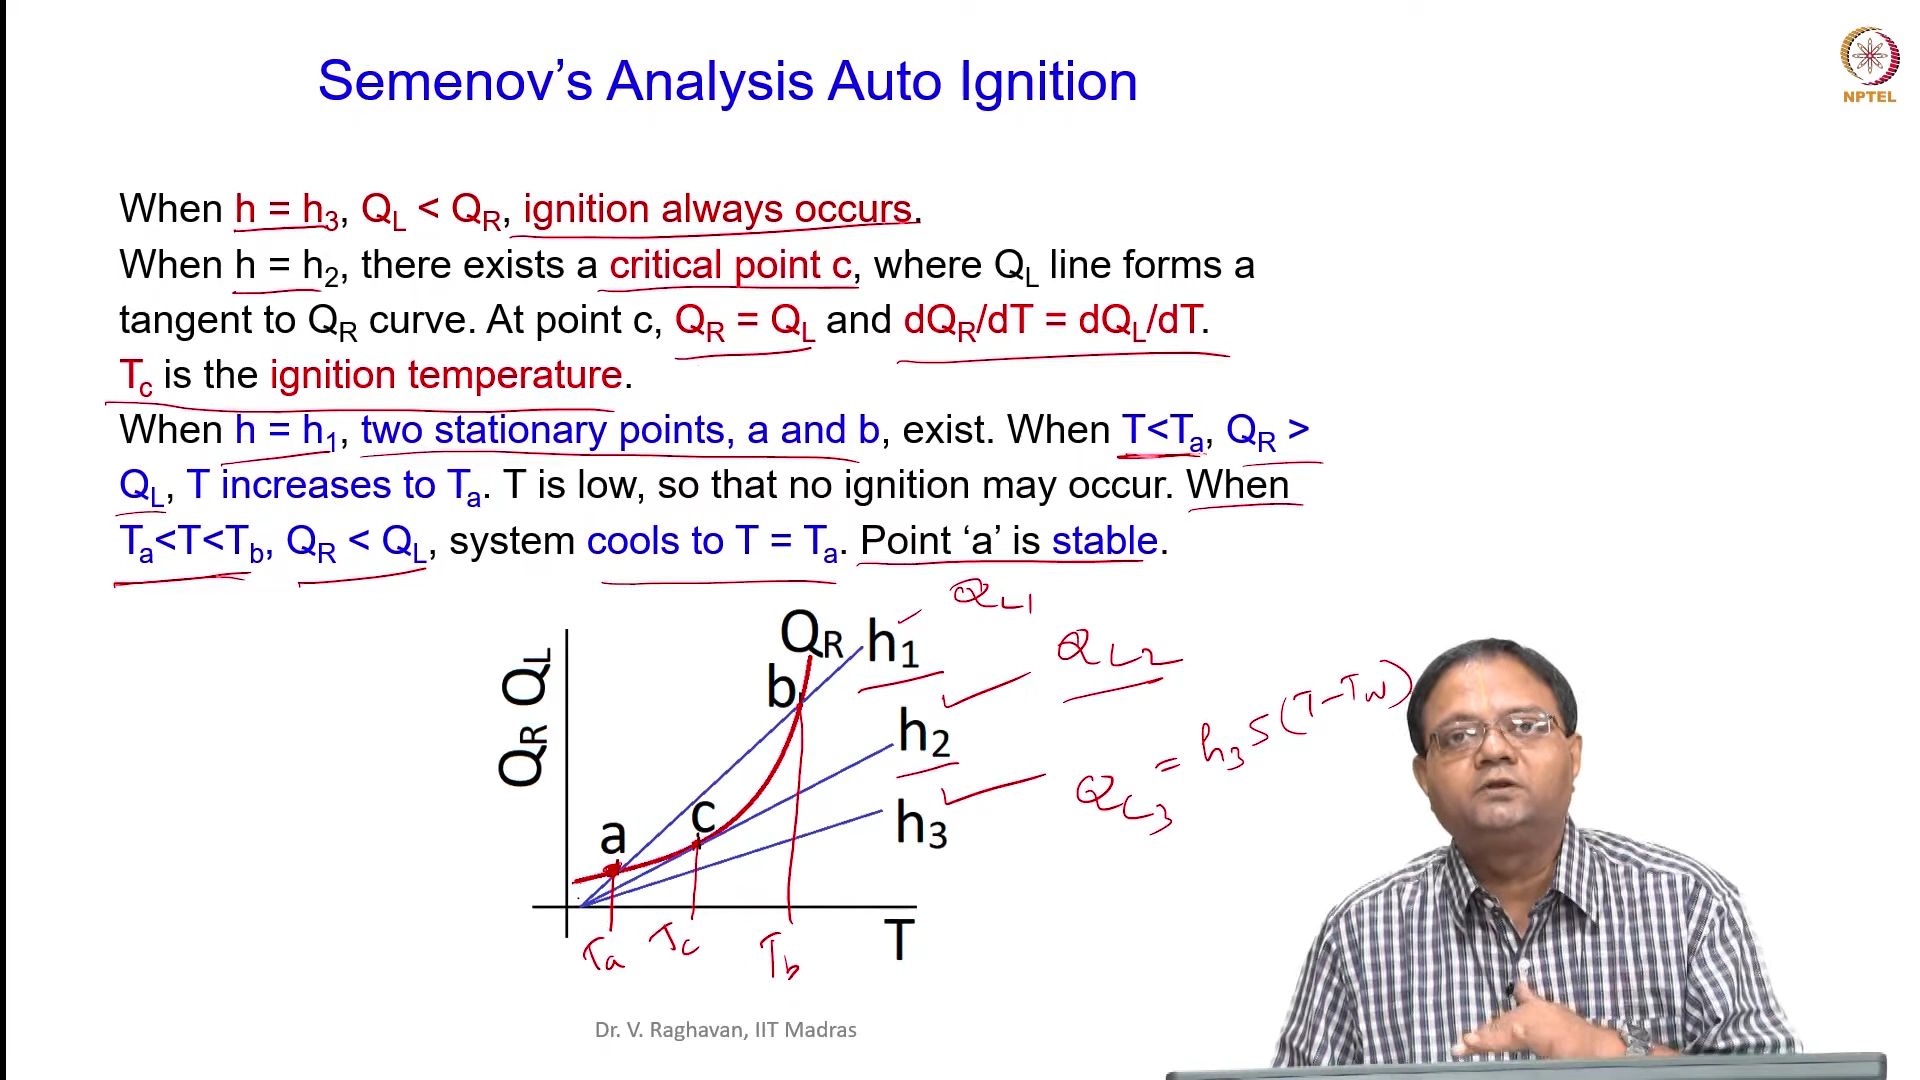 Semenov’s Analysis Auto Ignition
NPTEL
When h = h3, QL < QR, ignition always occurs.
When h = h2, there exists a critical point c, where QL line forms a
tangent to QR curve. At point c, QR = QL and dQR/dT = dQL/dT.
Tc is the ignition temperature.
When h = h1, two stationary points, a and b, exist. When T<Ta, QR >
QL, T increases to Ta. T is low, so that no ignition may occur. When
Ta<T<Tb, QR < QL, system cools to T = Ta. Point ‘a’ is stable.
QL1
QR h1
QL2
b
QR QL
h2
QL3 = h3 S (T-Tw)
c
h3
a
T
Ta Tc Tb
Dr. V. Raghavan, IIT Madras